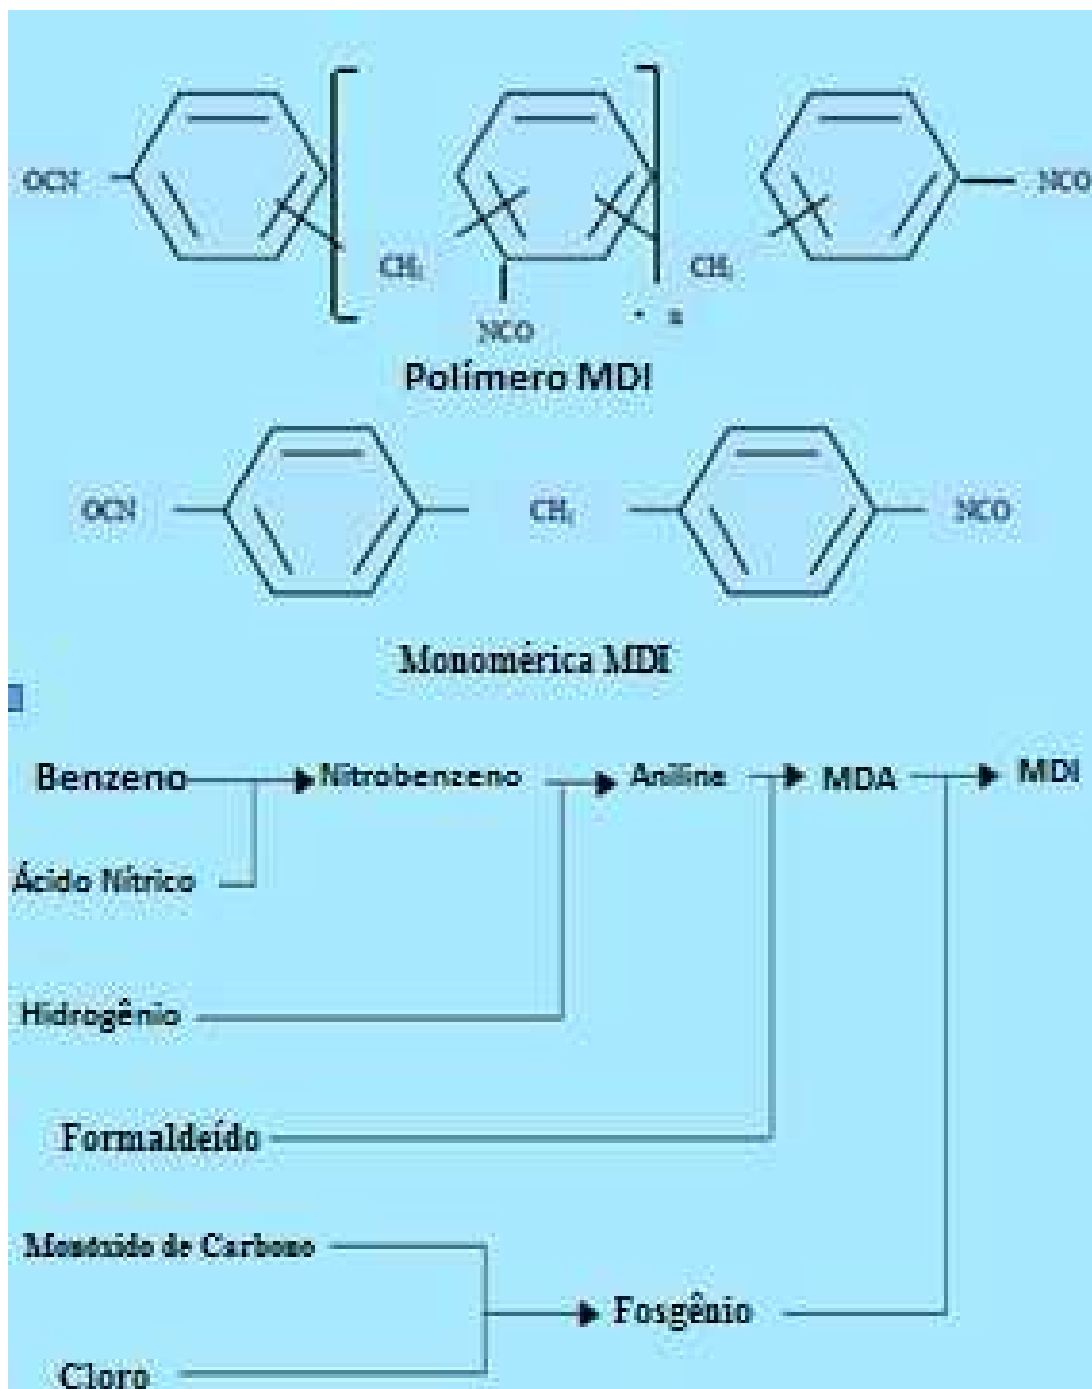 OCN CH₂ CH₂ NCO
NCO n
Polímero MDI
OCN CH₂ NCO
Monomérica MDI
Benzeno Nitrobenzeno Aniline MDA MDI
Ácido Nítrico
Hidrogênio
Formaldeído
Monóxido de Carbono
Fosgênio
Cloro